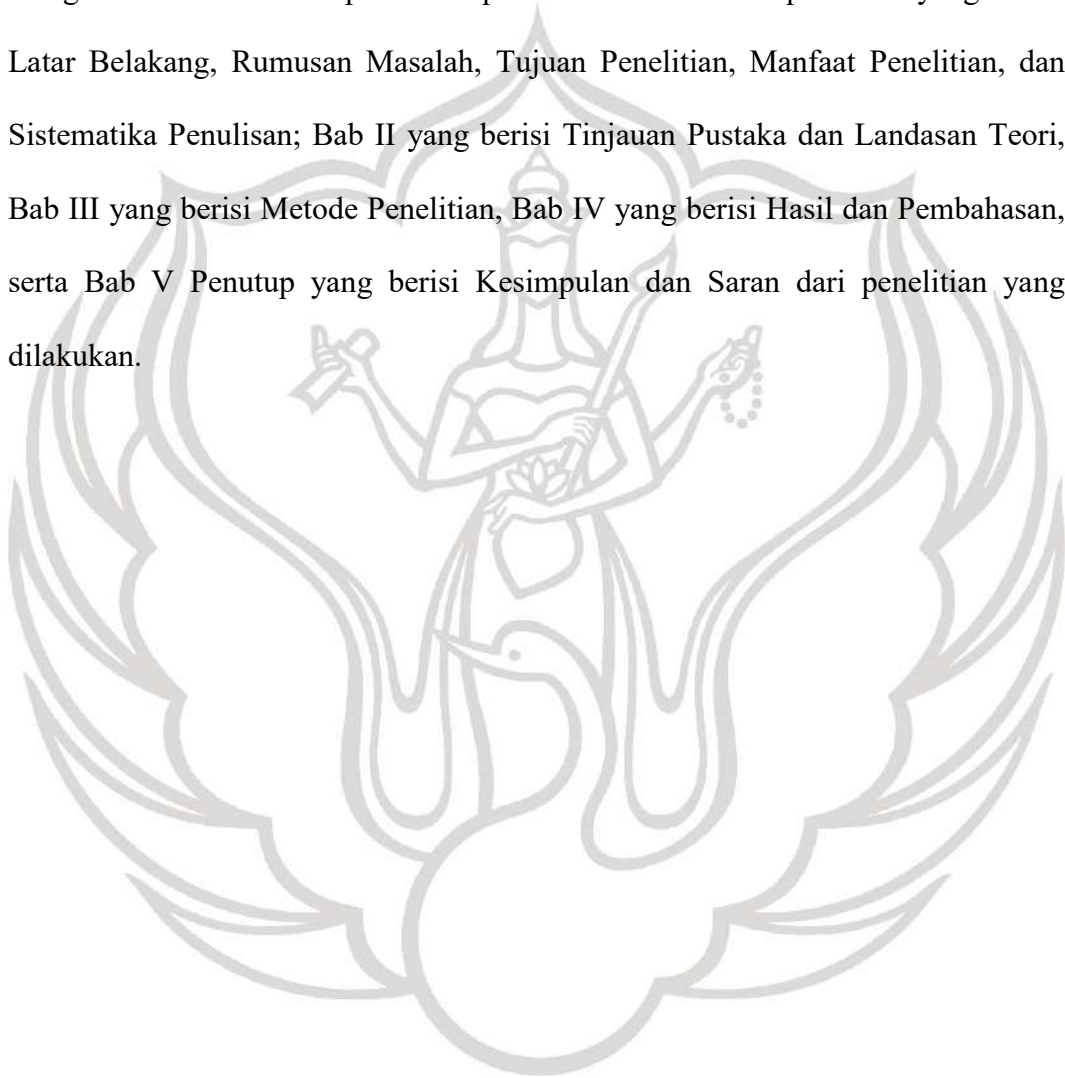 Latar Belakang, Rumusan Masalah, Tujuan Penelitian, Manfaat Penelitian, dan
Sistematika Penulisan; Bab II yang berisi Tinjauan Pustaka dan Landasan Teori,
Bab III yang berisi Metode Penelitian, Bab IV yang berisi Hasil dan Pembahasan,
serta Bab V Penutup yang berisi Kesimpulan dan Saran dari penelitian yang
dilakukan.